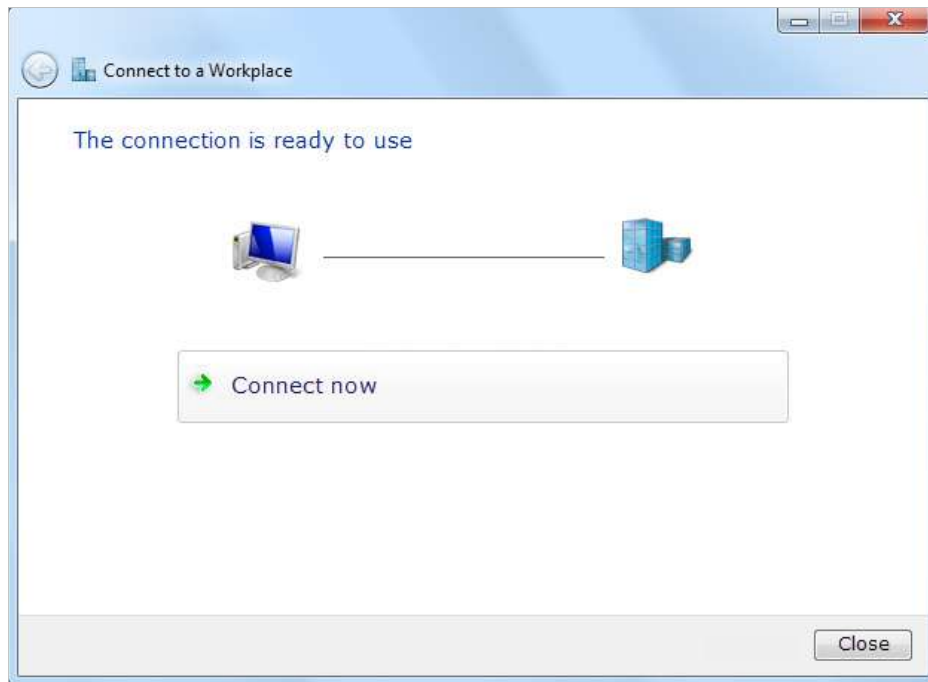 Connect to a Workplace
The connection is ready to use
Connect now
Close